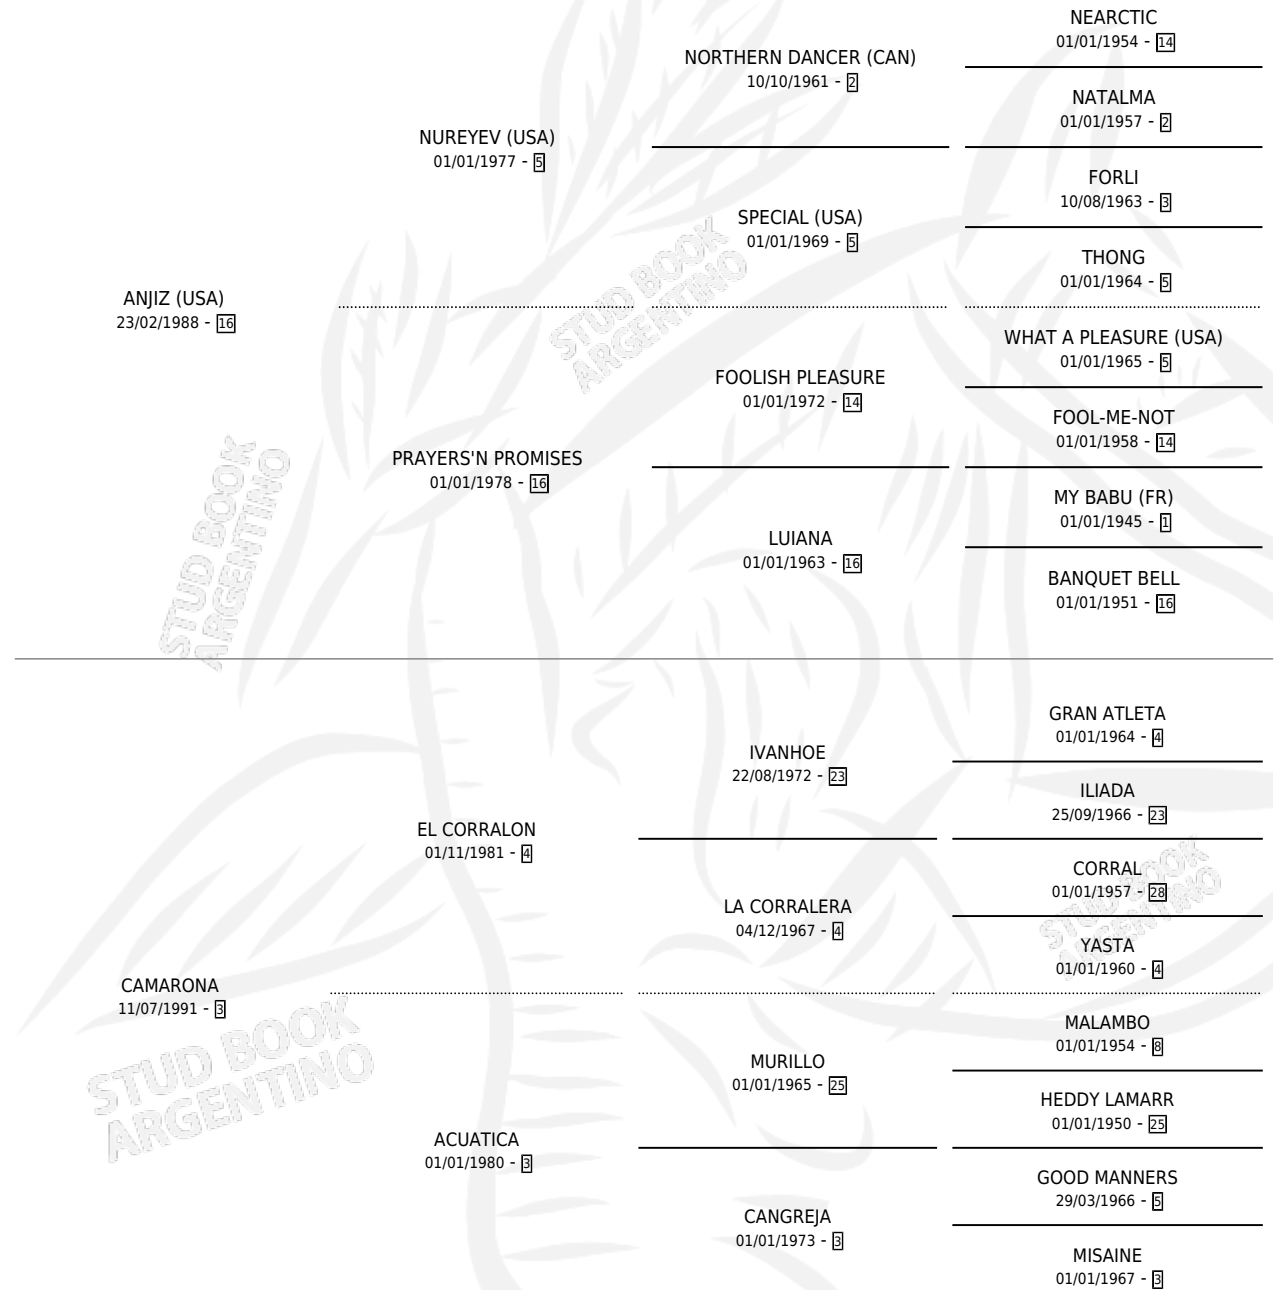 NEARCTIC
01/01/1954 - 14
NORTHERN DANCER (CAN)
10/10/1961 - 2
NATALMA
01/01/1957 - 2
NUREYEV (USA)
01/01/1977 - 5
FORLI
10/08/1963 - 3
SPECIAL (USA)
01/01/1969 - 5
THONG
01/01/1964 - 5
ANJIZ (USA)
23/02/1988 - 16
STUD BOOK
ARGENTINO
WHAT A PLEASURE (USA)
01/01/1965 - 5
FOOLISH PLEASURE
01/01/1972 - 14
FOOL-ME-NOT
01/01/1958 - 14
PRAYERS'N PROMISES
01/01/1978 - 16
MY BABU (FR)
01/01/1945 - 1
LUIANA
01/01/1963 - 16
BANQUET BELL
01/01/1951 - 16
STUD BOOK
ARGENTINO
GRAN ATLETA
01/01/1964 - 4
IVANHOE
22/08/1972 - 23
ILIADA
25/09/1966 - 23
EL CORRALON
01/11/1981 - 4
CORRAL
01/01/1957 - 28
LA CORRALERA
04/12/1967 - 4
STUD BOOK
ARGENTINO
YASTA
01/01/1960 - 4
CAMARONA
11/07/1991 - 3
STUD BOOK
ARGENTINO
MALAMBO
01/01/1954 - 8
MURILLO
01/01/1965 - 25
HEDDY LAMARR
01/01/1950 - 25
ACUATICA
01/01/1980 - 3
GOOD MANNERS
29/03/1966 - 5
CANGREJA
01/01/1973 - 3
MISAINE
01/01/1967 - 3